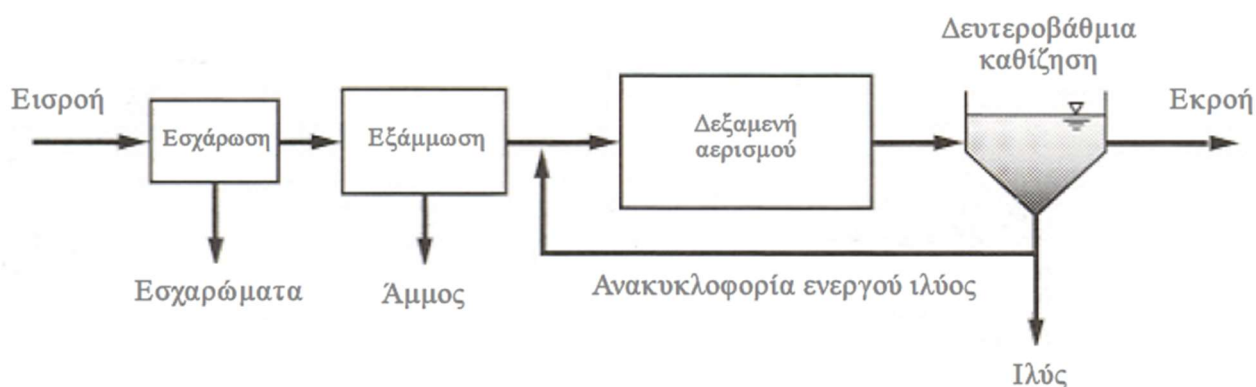 Δευτεροβάθμια
καθίζηση
Εισροή
Εκροή
Εσχάρωση
Εξάμμωση
Δεξαμενή
αερισμού
Εσχαρώματα
Άμμος
Ανακυκλοφορία ενεργού ιλύος
Ιλύς